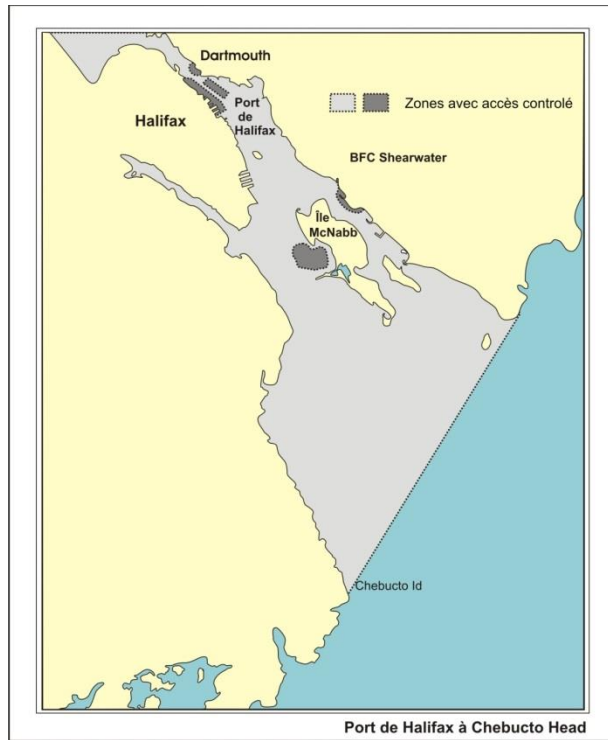 Dartmouth
Port
de
Halifax
Halifax
Zones avec accès controlé
BFC Shearwater
Île
McNabb
Chebucto Id
Port de Halifax à Chebucto Head